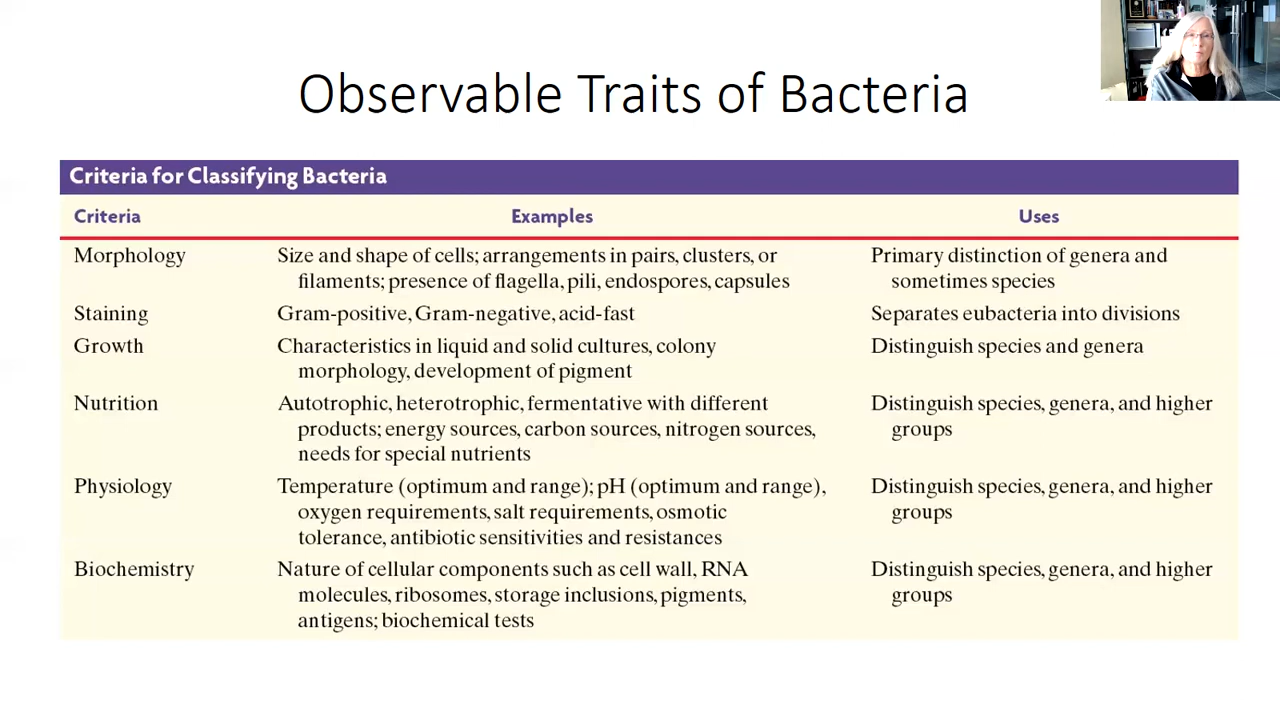 Observable Traits of Bacteria
Criteria for Classifying Bacteria
Criteria Examples Uses
Morphology Size and shape of cells; arrangements in pairs, clusters, or Primary distinction of genera and
filaments; presence of flagella, pili, endospores, capsules sometimes species
Staining Gram-positive, Gram-negative, acid-fast Separates eubacteria into divisions
Growth Characteristics in liquid and solid cultures, colony Distinguish species and genera
morphology, development of pigment
Nutrition Autotrophic, heterotrophic, fermentative with different Distinguish species, genera, and higher
products; energy sources, carbon sources, nitrogen sources, groups
needs for special nutrients
Physiology Temperature (optimum and range); pH (optimum and range), Distinguish species, genera, and higher
oxygen requirements, salt requirements, osmotic groups
tolerance, antibiotic sensitivities and resistances
Biochemistry Nature of cellular components such as cell wall, RNA Distinguish species, genera, and higher
molecules, ribosomes, storage inclusions, pigments, groups
antigens; biochemical tests